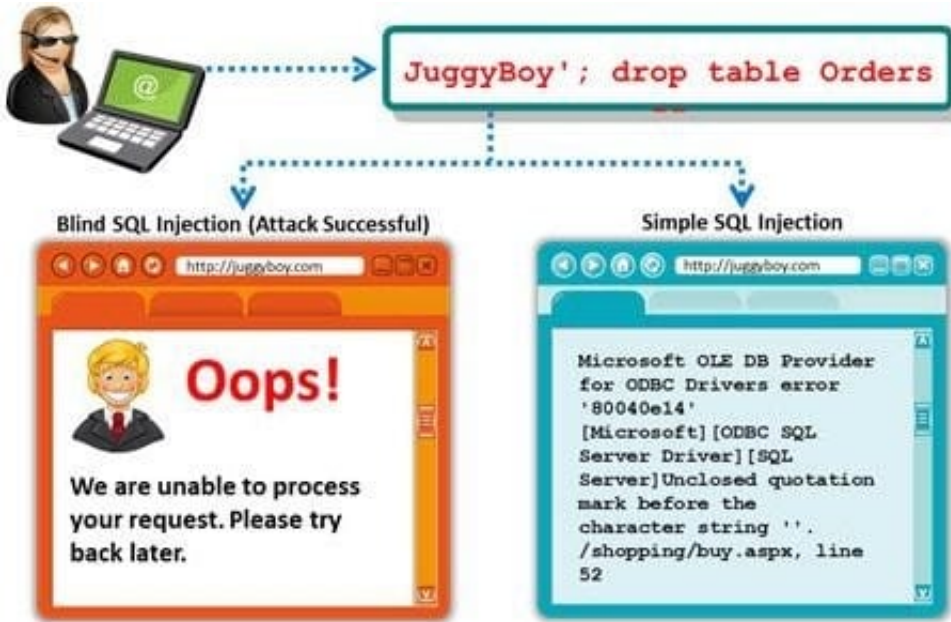 @
JuggyBoy'; drop table Orders
--
Blind SQL Injection (Attack Successful)
http://juggyboy.com
Oops!
We are unable to process
your request. Please try
back later.
Simple SQL Injection
http://juggyboy.com
Microsoft OLE DB Provider
for ODBC Drivers error
'80040e14'
[Microsoft][ODBC SQL
Server Driver][SQL
Server]Unclosed quotation
mark before the
character string ''.
/shopping/buy.aspx, line
52